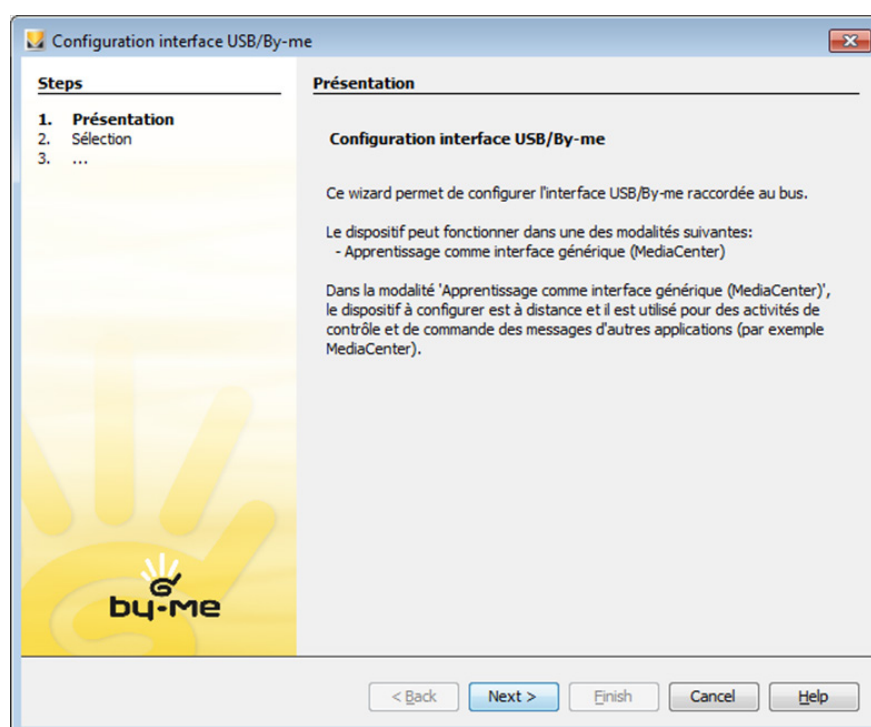 Configuration interface USB/By-me
Steps
1. Présentation
2. Sélection
3. ...
by-me
Présentation
Configuration interface USB/By-me
Ce wizard permet de configurer l'interface USB/By-me raccordée au bus.
Le dispositif peut fonctionner dans une des modalités suivantes:
- Apprentissage comme interface générique (MediaCenter)
Dans la modalité 'Apprentissage comme interface générique (MediaCenter)',
le dispositif à configurer est à distance et il est utilisé pour des activités de
contrôle et de commande des messages d'autres applications (par exemple
MediaCenter).
< Back Next > Finish Cancel Help